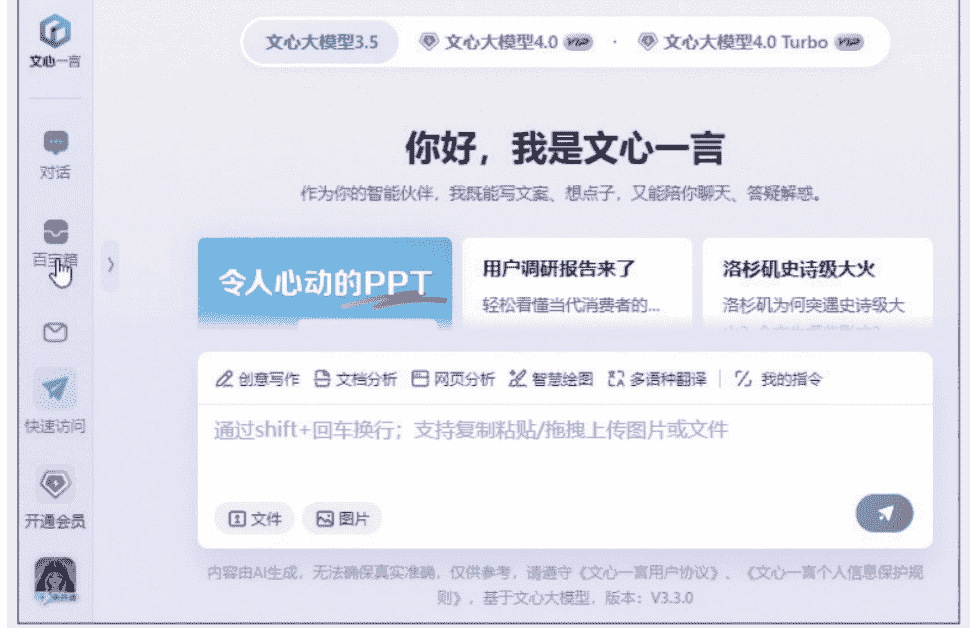 文心一言
对话
百宝箱
快速访问
开通会员
文心大模型3.5
文心大模型4.0 VIP
·
文心大模型4.0 Turbo VIP
你好，我是文心一言
作为你的智能伙伴，我既能写文案、想点子，又能陪你聊天、答疑解惑。
令人心动的PPT
用户调研报告来了
轻松看懂当代消费者的...
洛杉矶史诗级大火
洛杉矶为何突遇史诗级大
创意写作 文档分析 网页分析 智慧绘图 多语种翻译 | 我的指令
通过shift+回车换行；支持复制粘贴/拖拽上传图片或文件
文件 图片
内容由AI生成，无法确保真实准确，仅供参考，请遵守《文心一言用户协议》、《文心一言个人信息保护规
则》，基于文心大模型，版本：V3.3.0